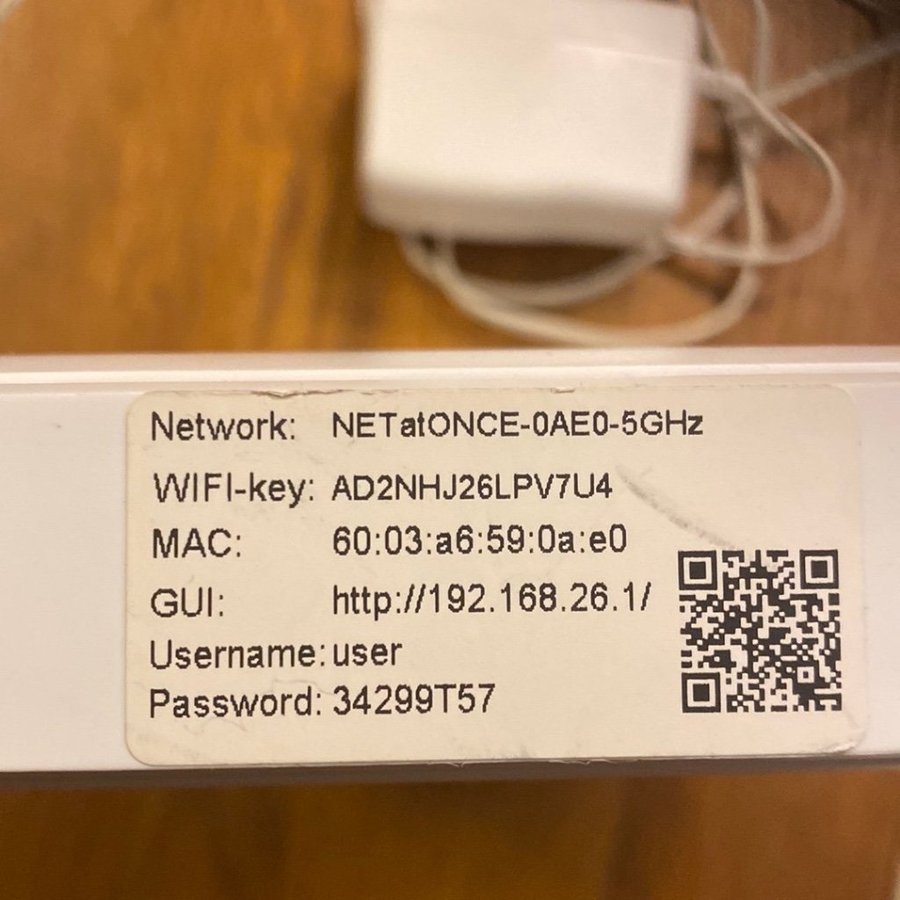 Network: NETatONCE-0AE0-5GHz
WIFI-key: AD2NHJ26LPV7U4
MAC: 60:03:a6:59:0a:e0
GUI: http://192.168.26.1/
Username: user
Password: 34299T57